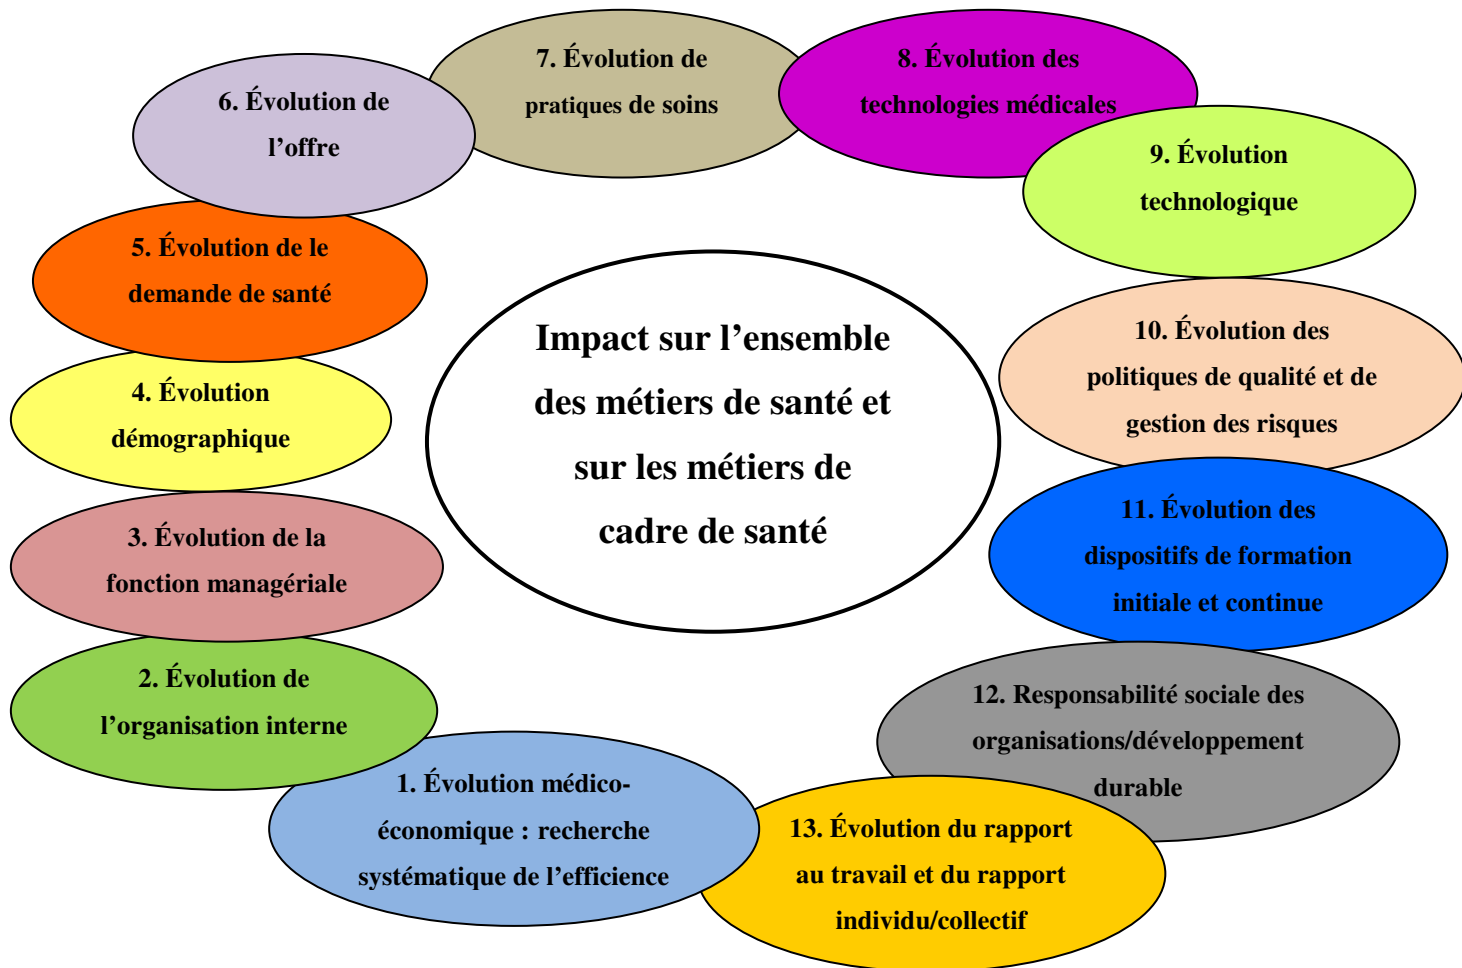 7. Évolution de
pratiques de soins
8. Évolution des
technologies médicales
6. Évolution de
l’offre
9. Évolution
technologique
5. Évolution de le
demande de santé
Impact sur l’ensemble
des métiers de santé et
sur les métiers de
cadre de santé
10. Évolution des
politiques de qualité et de
gestion des risques
4. Évolution
démographique
11. Évolution des
dispositifs de formation
initiale et continue
3. Évolution de la
fonction managériale
2. Évolution de
l’organisation interne
12. Responsabilité sociale des
organisations/développement
durable
1. Évolution médico-
économique : recherche
systématique de l’efficience
13. Évolution du rapport
au travail et du rapport
individu/collectif